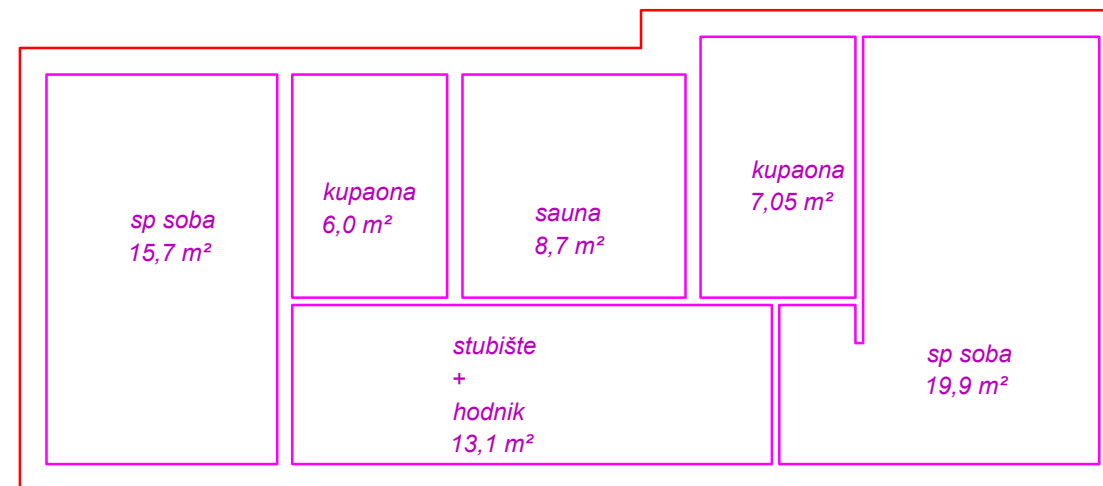 sp soba
15,7 m²
kupaona
6,0 m²
sauna
8,7 m²
kupaona
7,05 m²
stubište
+
hodnik
13,1 m²
sp soba
19,9 m²